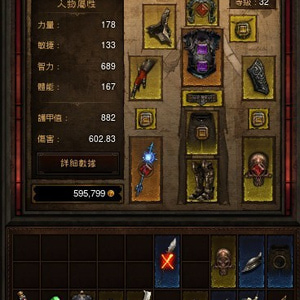 人物屬性
等級：32
力量： 178
敏捷： 133
智力： 689
體能： 167
護甲值： 882
傷害： 602.83
詳細數據
595,799